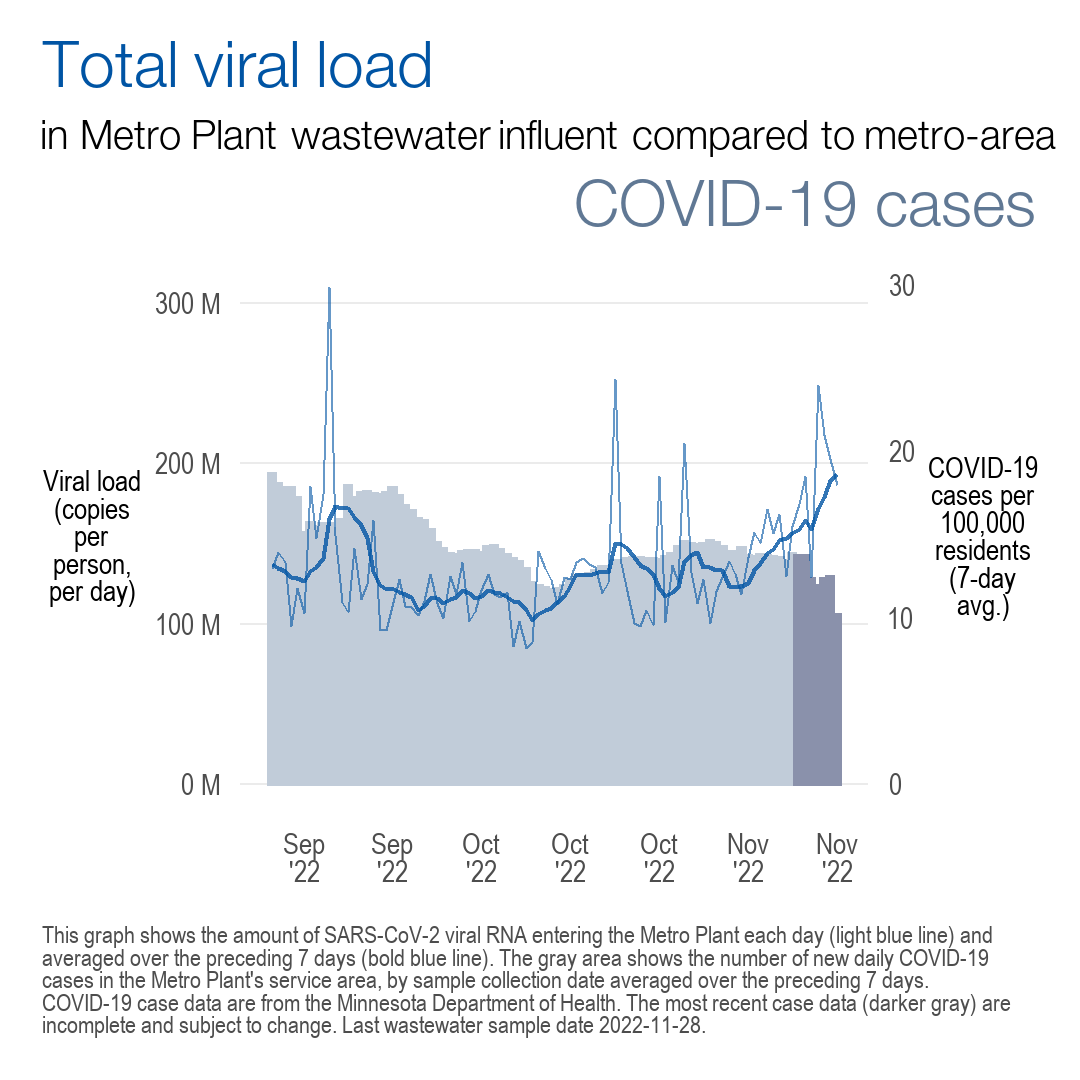 Total viral load
in Metro Plant wastewater influent compared to metro-area
COVID-19 cases
300 M
200 M
100 M
0 M
Viral load
(copies
per
person,
per day)
30
20
10
0
COVID-19
cases per
100,000
residents
(7-day
avg.)
Sep
'22
Sep
'22
Oct
'22
Oct
'22
Oct
'22
Nov
'22
Nov
'22
This graph shows the amount of SARS-CoV-2 viral RNA entering the Metro Plant each day (light blue line) and
averaged over the preceding 7 days (bold blue line). The gray area shows the number of new daily COVID-19
cases in the Metro Plant's service area, by sample collection date averaged over the preceding 7 days.
COVID-19 case data are from the Minnesota Department of Health. The most recent case data (darker gray) are
incomplete and subject to change. Last wastewater sample date 2022-11-28.